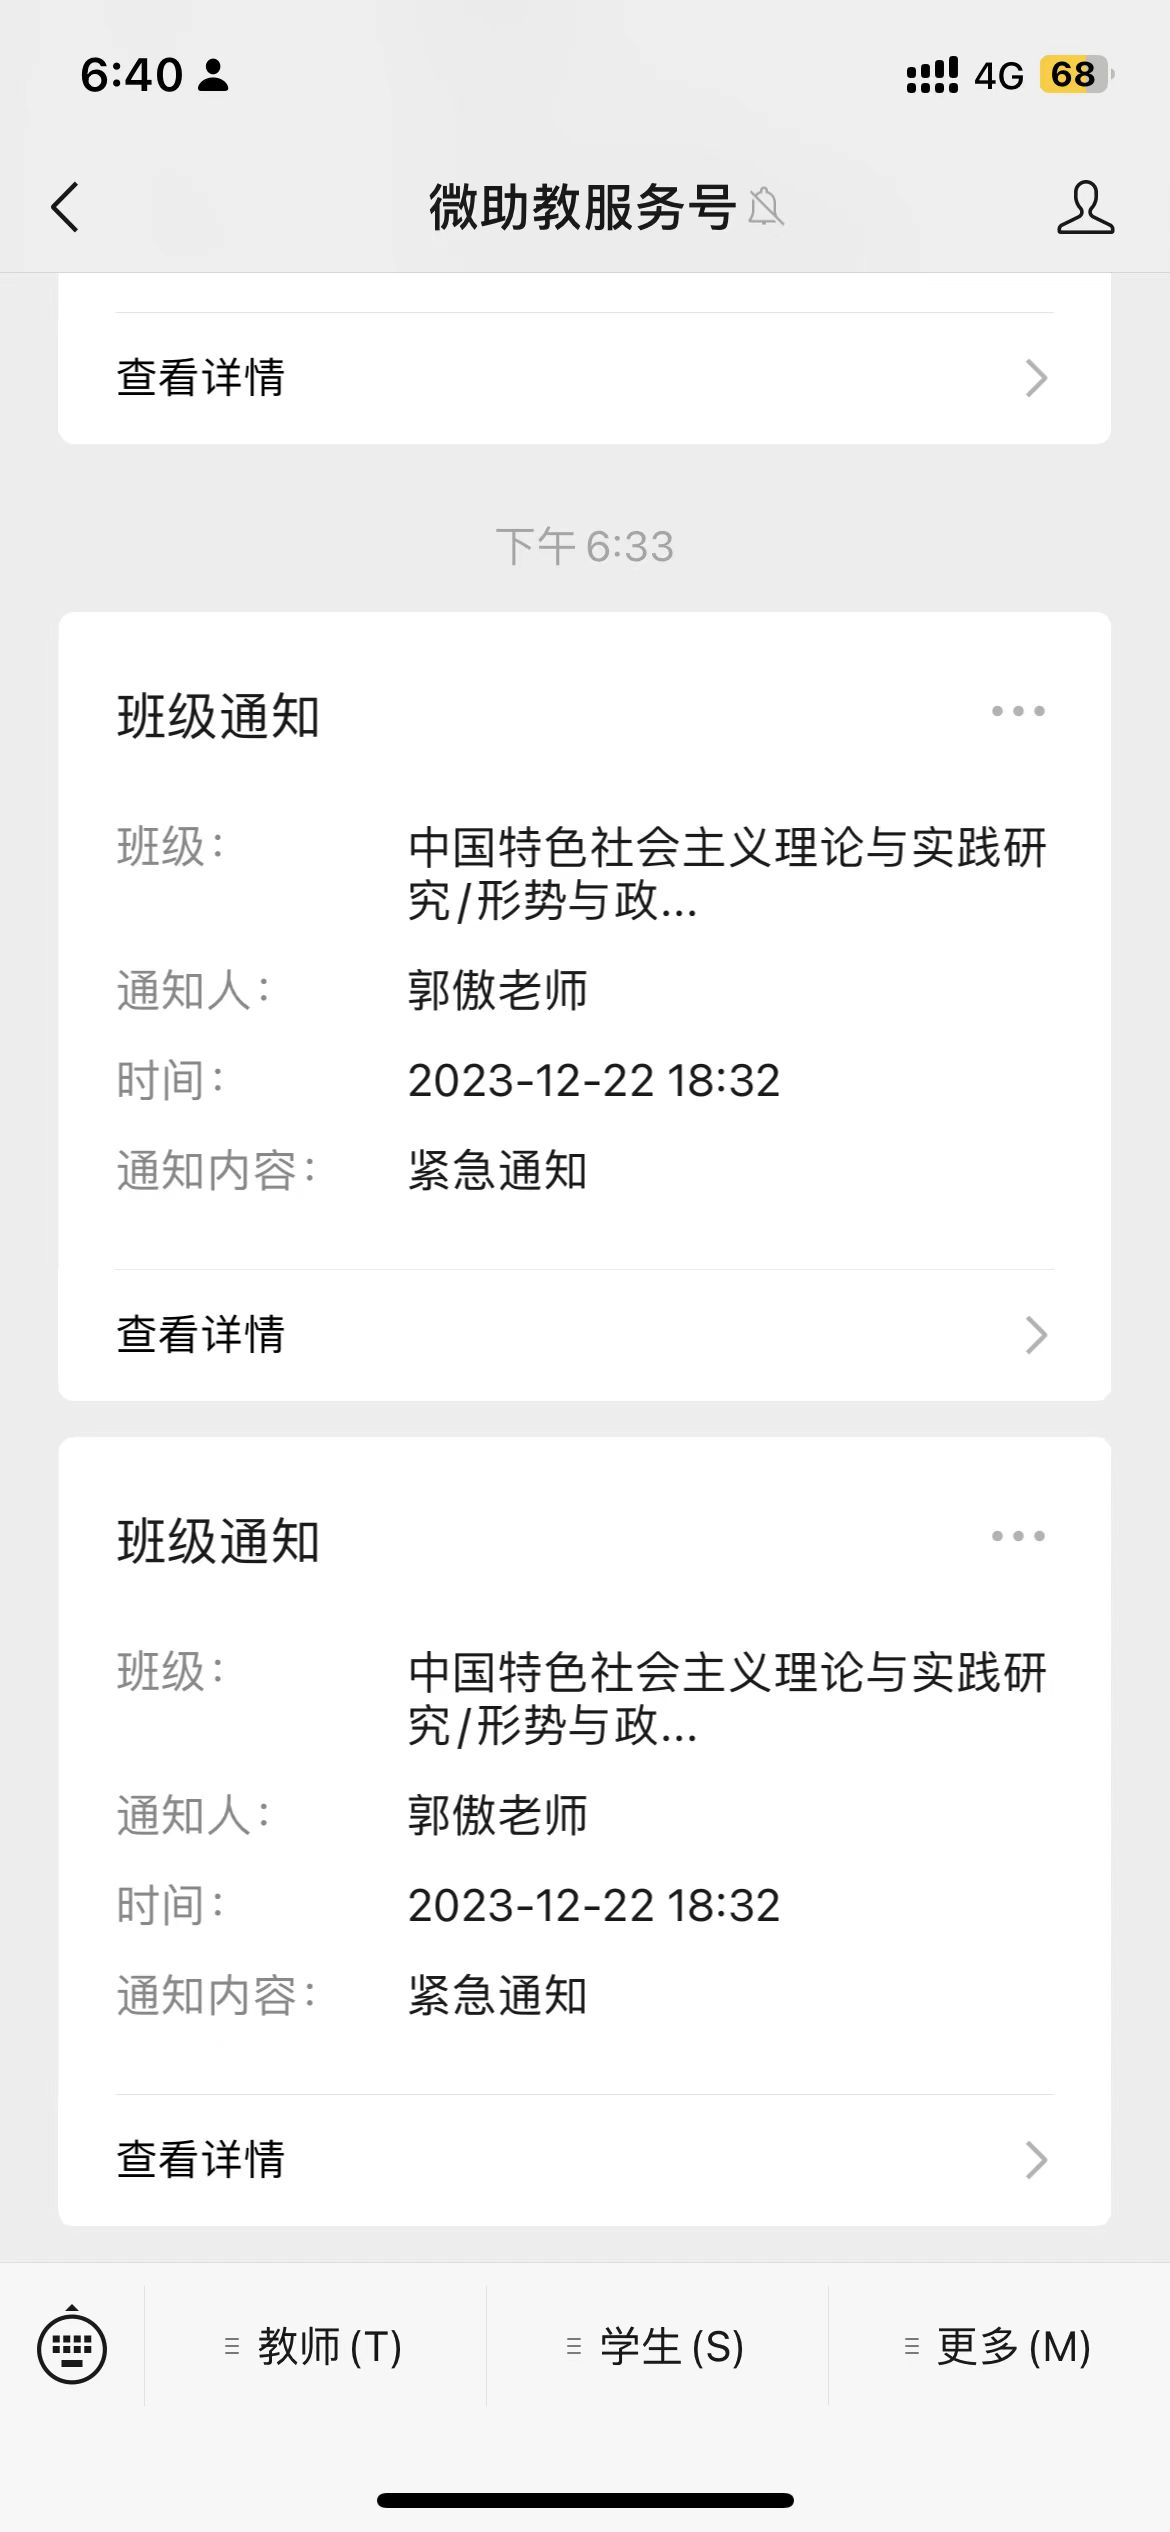 6:40
4G
68
微助教服务号
查看详情
下午 6:33
班级通知
班级：
中国特色社会主义理论与实践研
究/形势与政...
通知人：
郭傲老师
时间：
2023-12-22 18:32
通知内容：
紧急通知
查看详情
班级通知
班级：
中国特色社会主义理论与实践研
究/形势与政...
通知人：
郭傲老师
时间：
2023-12-22 18:32
通知内容：
紧急通知
查看详情
教师 (T)
学生 (S)
更多 (M)